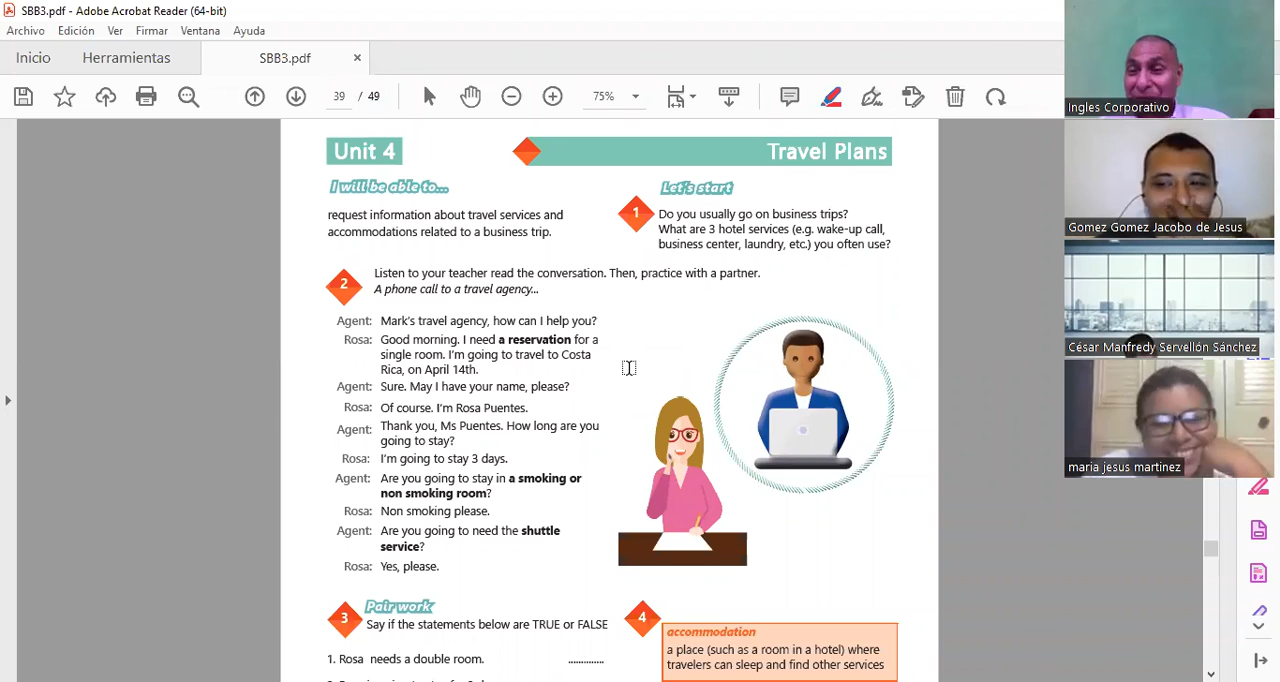 SBB3.pdf - Adobe Acrobat Reader (64-bit)
Archivo Edición Ver Firmar Ventana Ayuda
Inicio Herramientas SBB3.pdf ×
39 / 49 75%
Unit 4 Travel Plans
I will be able to...
request information about travel services and
accommodations related to a business trip.
Let's start
1
Do you usually go on business trips?
What are 3 hotel services (e.g. wake-up call,
business center, laundry, etc.) you often use?
2
Listen to your teacher read the conversation. Then, practice with a partner.
A phone call to a travel agency...
Agent: Mark's travel agency, how can I help you?
Rosa: Good morning. I need a reservation for a
single room. I'm going to travel to Costa
Rica, on April 14th.
Agent: Sure. May I have your name, please?
Rosa: Of course. I'm Rosa Puentes.
Agent: Thank you, Ms Puentes. How long are you
going to stay?
Rosa: I'm going to stay 3 days.
Agent: Are you going to stay in a smoking or
non smoking room?
Rosa: Non smoking please.
Agent: Are you going to need the shuttle
service?
Rosa: Yes, please.
3
Pair work
Say if the statements below are TRUE or FALSE
1. Rosa needs a double room. ..............
4
accommodation
a place (such as a room in a hotel) where
travelers can sleep and find other services
Ingles Corporativo
Gomez Gomez Jacobo de Jesus
César Manfredy Servellón Sánchez
maria jesus martinez